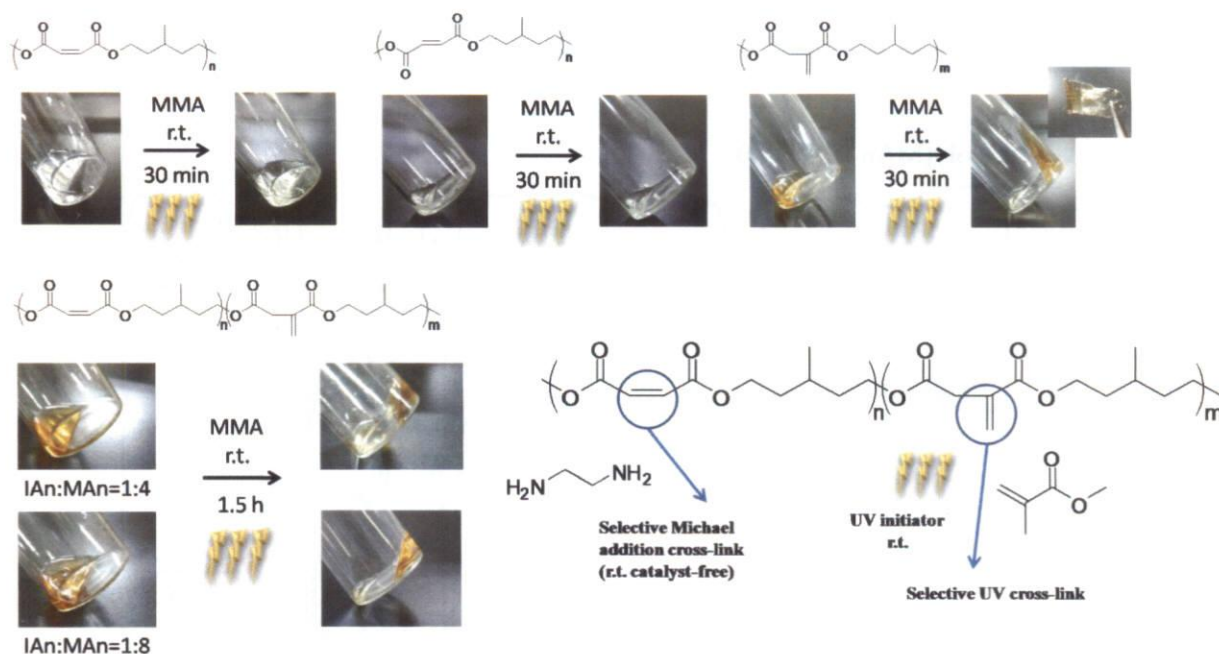 O O O O n
MMA
r.t.
30 min
O O O O n
MMA
r.t.
30 min
O O O O m
MMA
r.t.
30 min
O O O O n O O O O m
MMA
r.t.
1.5 h
IAn:MAn=1:4
IAn:MAn=1:8
O O O O n O O O O m
H₂N NH₂
Selective Michael
addition cross-link
(r.t. catalyst-free)
UV initiator
r.t.
O O
Selective UV cross-link